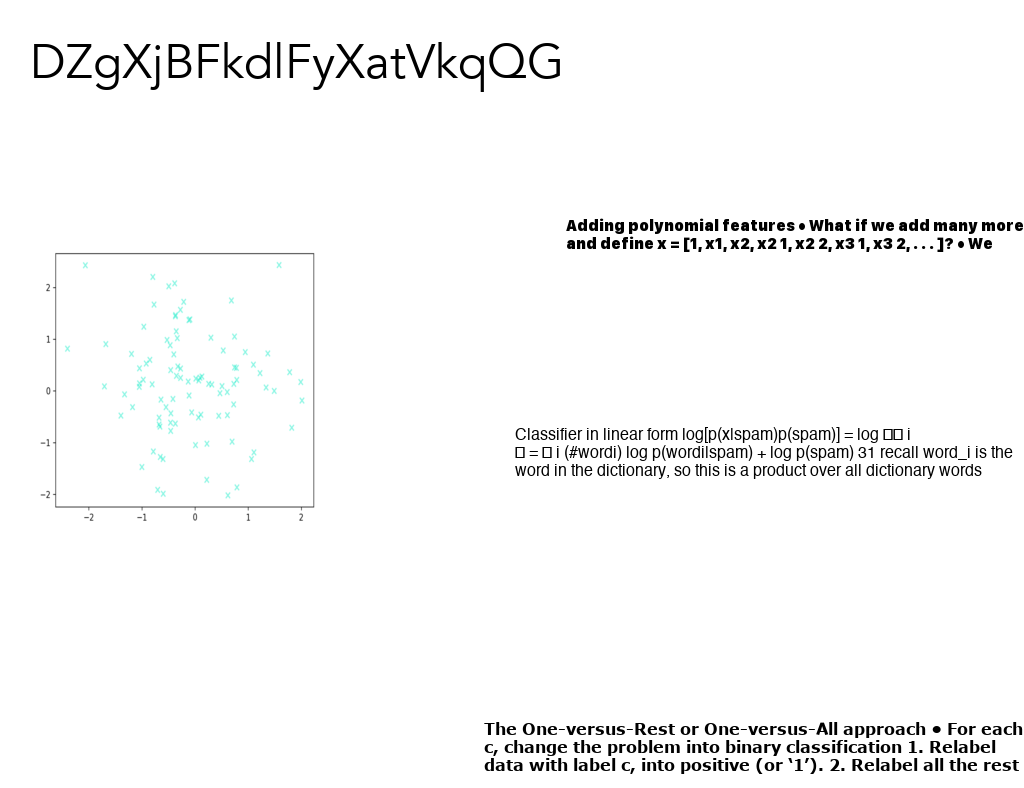 DZgXjBFkdlFyXatVkqQG
Adding polynomial features • What if we add many more
and define x = [1, x1, x2, x2 1, x2 2, x3 1, x3 2, . . . ]? • We
2
1
0
−1
−2
−2 −1 0 1 2
Classifier in linear form log[p(x|spam)p(spam)] = log □□ i
□ = □ i (#wordi) log p(wordi|spam) + log p(spam) 31 recall word_i is the
word in the dictionary, so this is a product over all dictionary words
The One-versus-Rest or One-versus-All approach • For each
c, change the problem into binary classification 1. Relabel
data with label c, into positive (or ‘1’). 2. Relabel all the rest